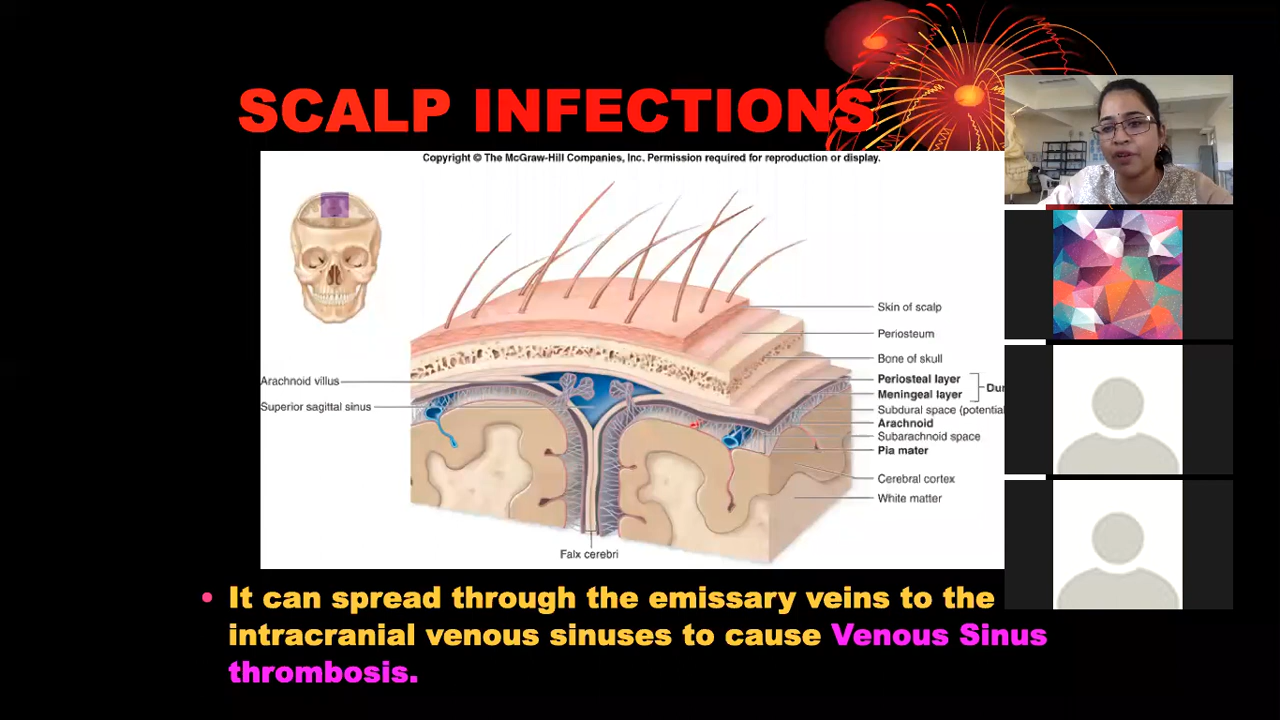 SCALP INFECTIONS
Copyright © The McGraw-Hill Companies, Inc. Permission required for reproduction or display.
Skin of scalp
Periosteum
Bone of skull
Arachnoid villus
Periosteal layer
Meningeal layer
Dur
Superior sagittal sinus
Subdural space (potential
Arachnoid
Subarachnoid space
Pia mater
Cerebral cortex
White matter
Falx cerebri
• It can spread through the emissary veins to the
intracranial venous sinuses to cause Venous Sinus
thrombosis.